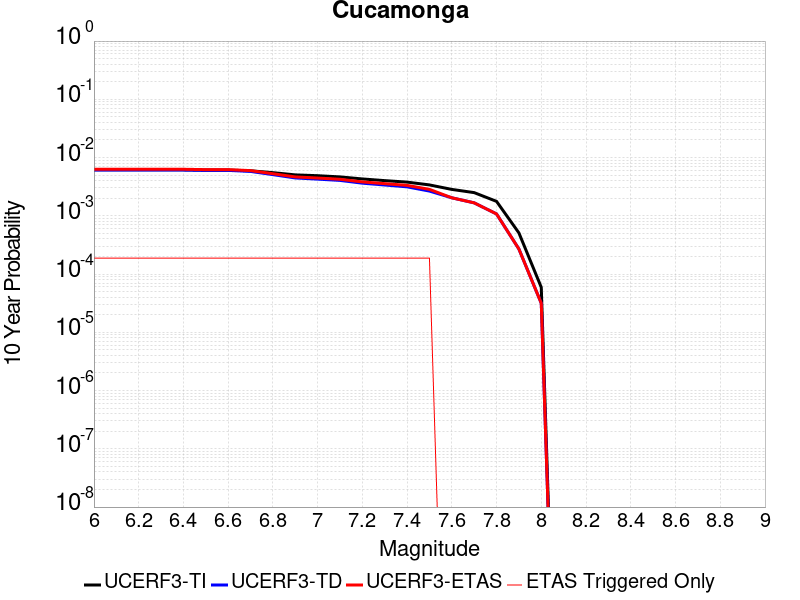 Cucamonga
10^0
10^-1
10^-2
10^-3
10^-4
10^-5
10^-6
10^-7
10^-8
10 Year Probability
6 6.2 6.4 6.6 6.8 7 7.2 7.4 7.6 7.8 8 8.2 8.4 8.6 8.8 9
Magnitude
UCERF3-TI UCERF3-TD UCERF3-ETAS ETAS Triggered Only